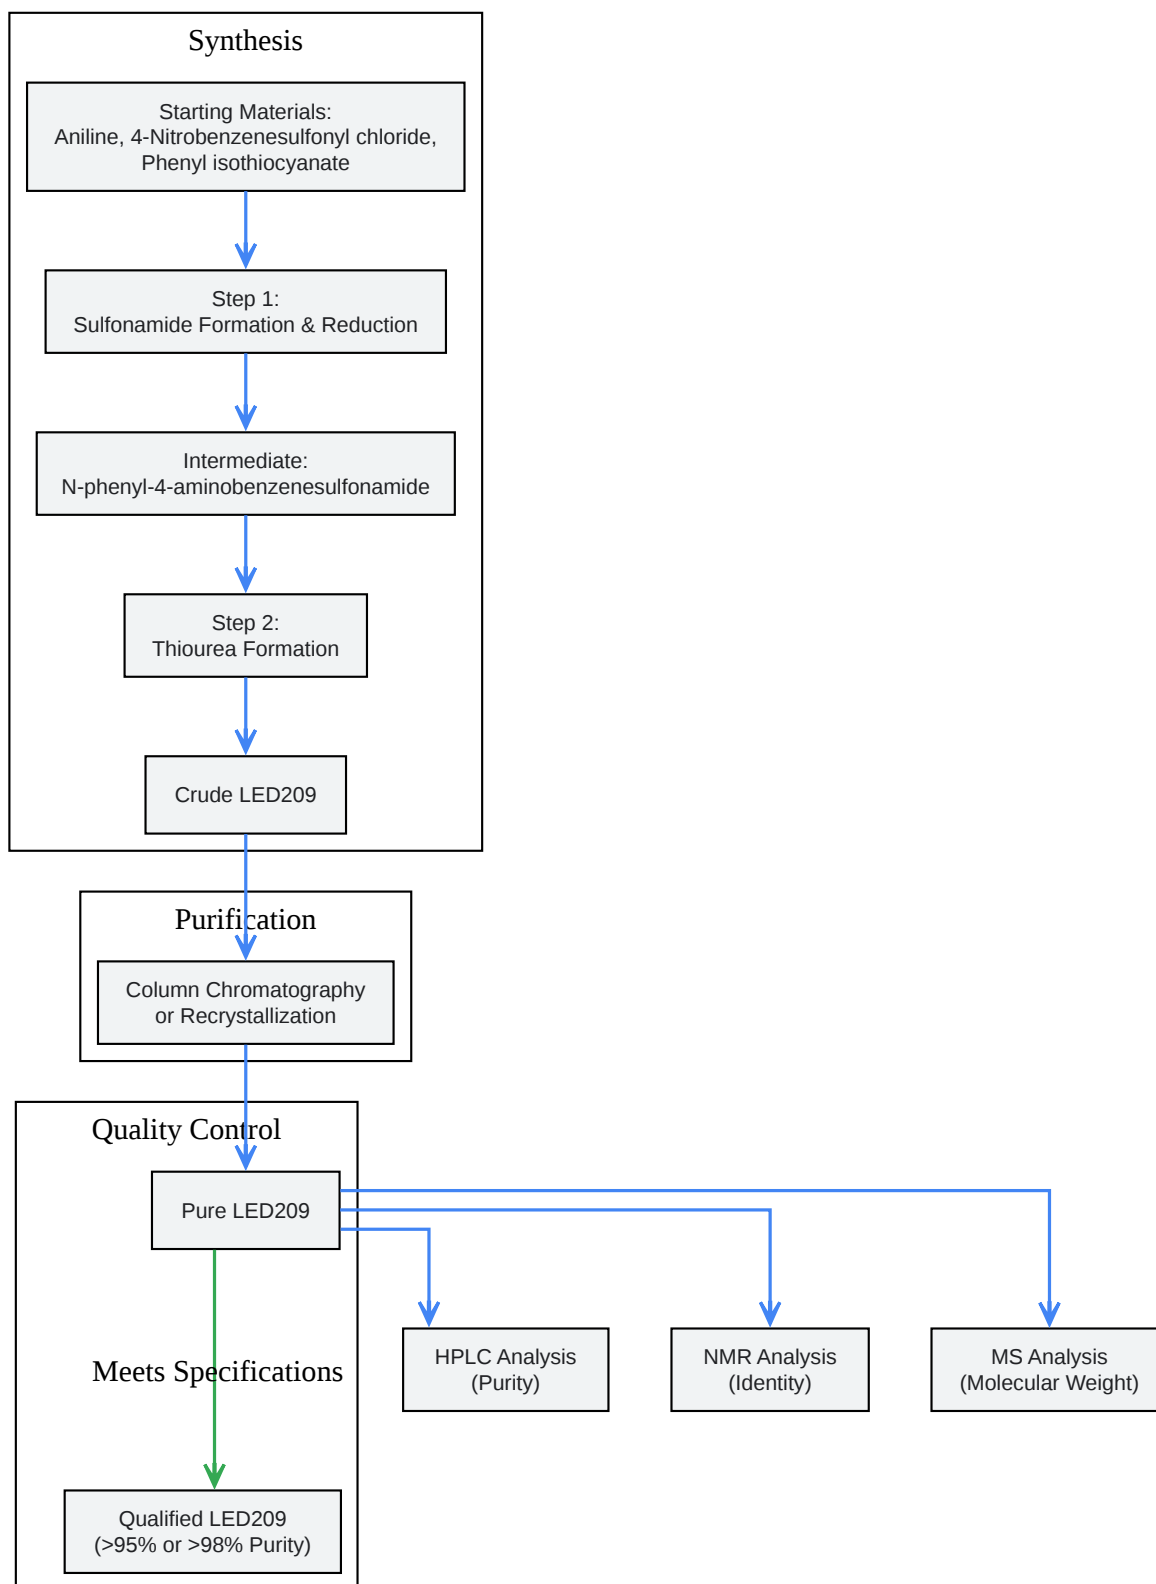 Synthesis
Starting Materials:
Aniline, 4-Nitrobenzenesulfonyl chloride,
Phenyl isothiocyanate
Step 1:
Sulfonamide Formation & Reduction
Intermediate:
N-phenyl-4-aminobenzenesulfonamide
Step 2:
Thiourea Formation
Crude LED209
Purification
Column Chromatography
or Recrystallization
Quality Control
Pure LED209
HPLC Analysis
(Purity)
NMR Analysis
(Identity)
MS Analysis
(Molecular Weight)
Meets Specifications
Qualified LED209
(>95% or >98% Purity)